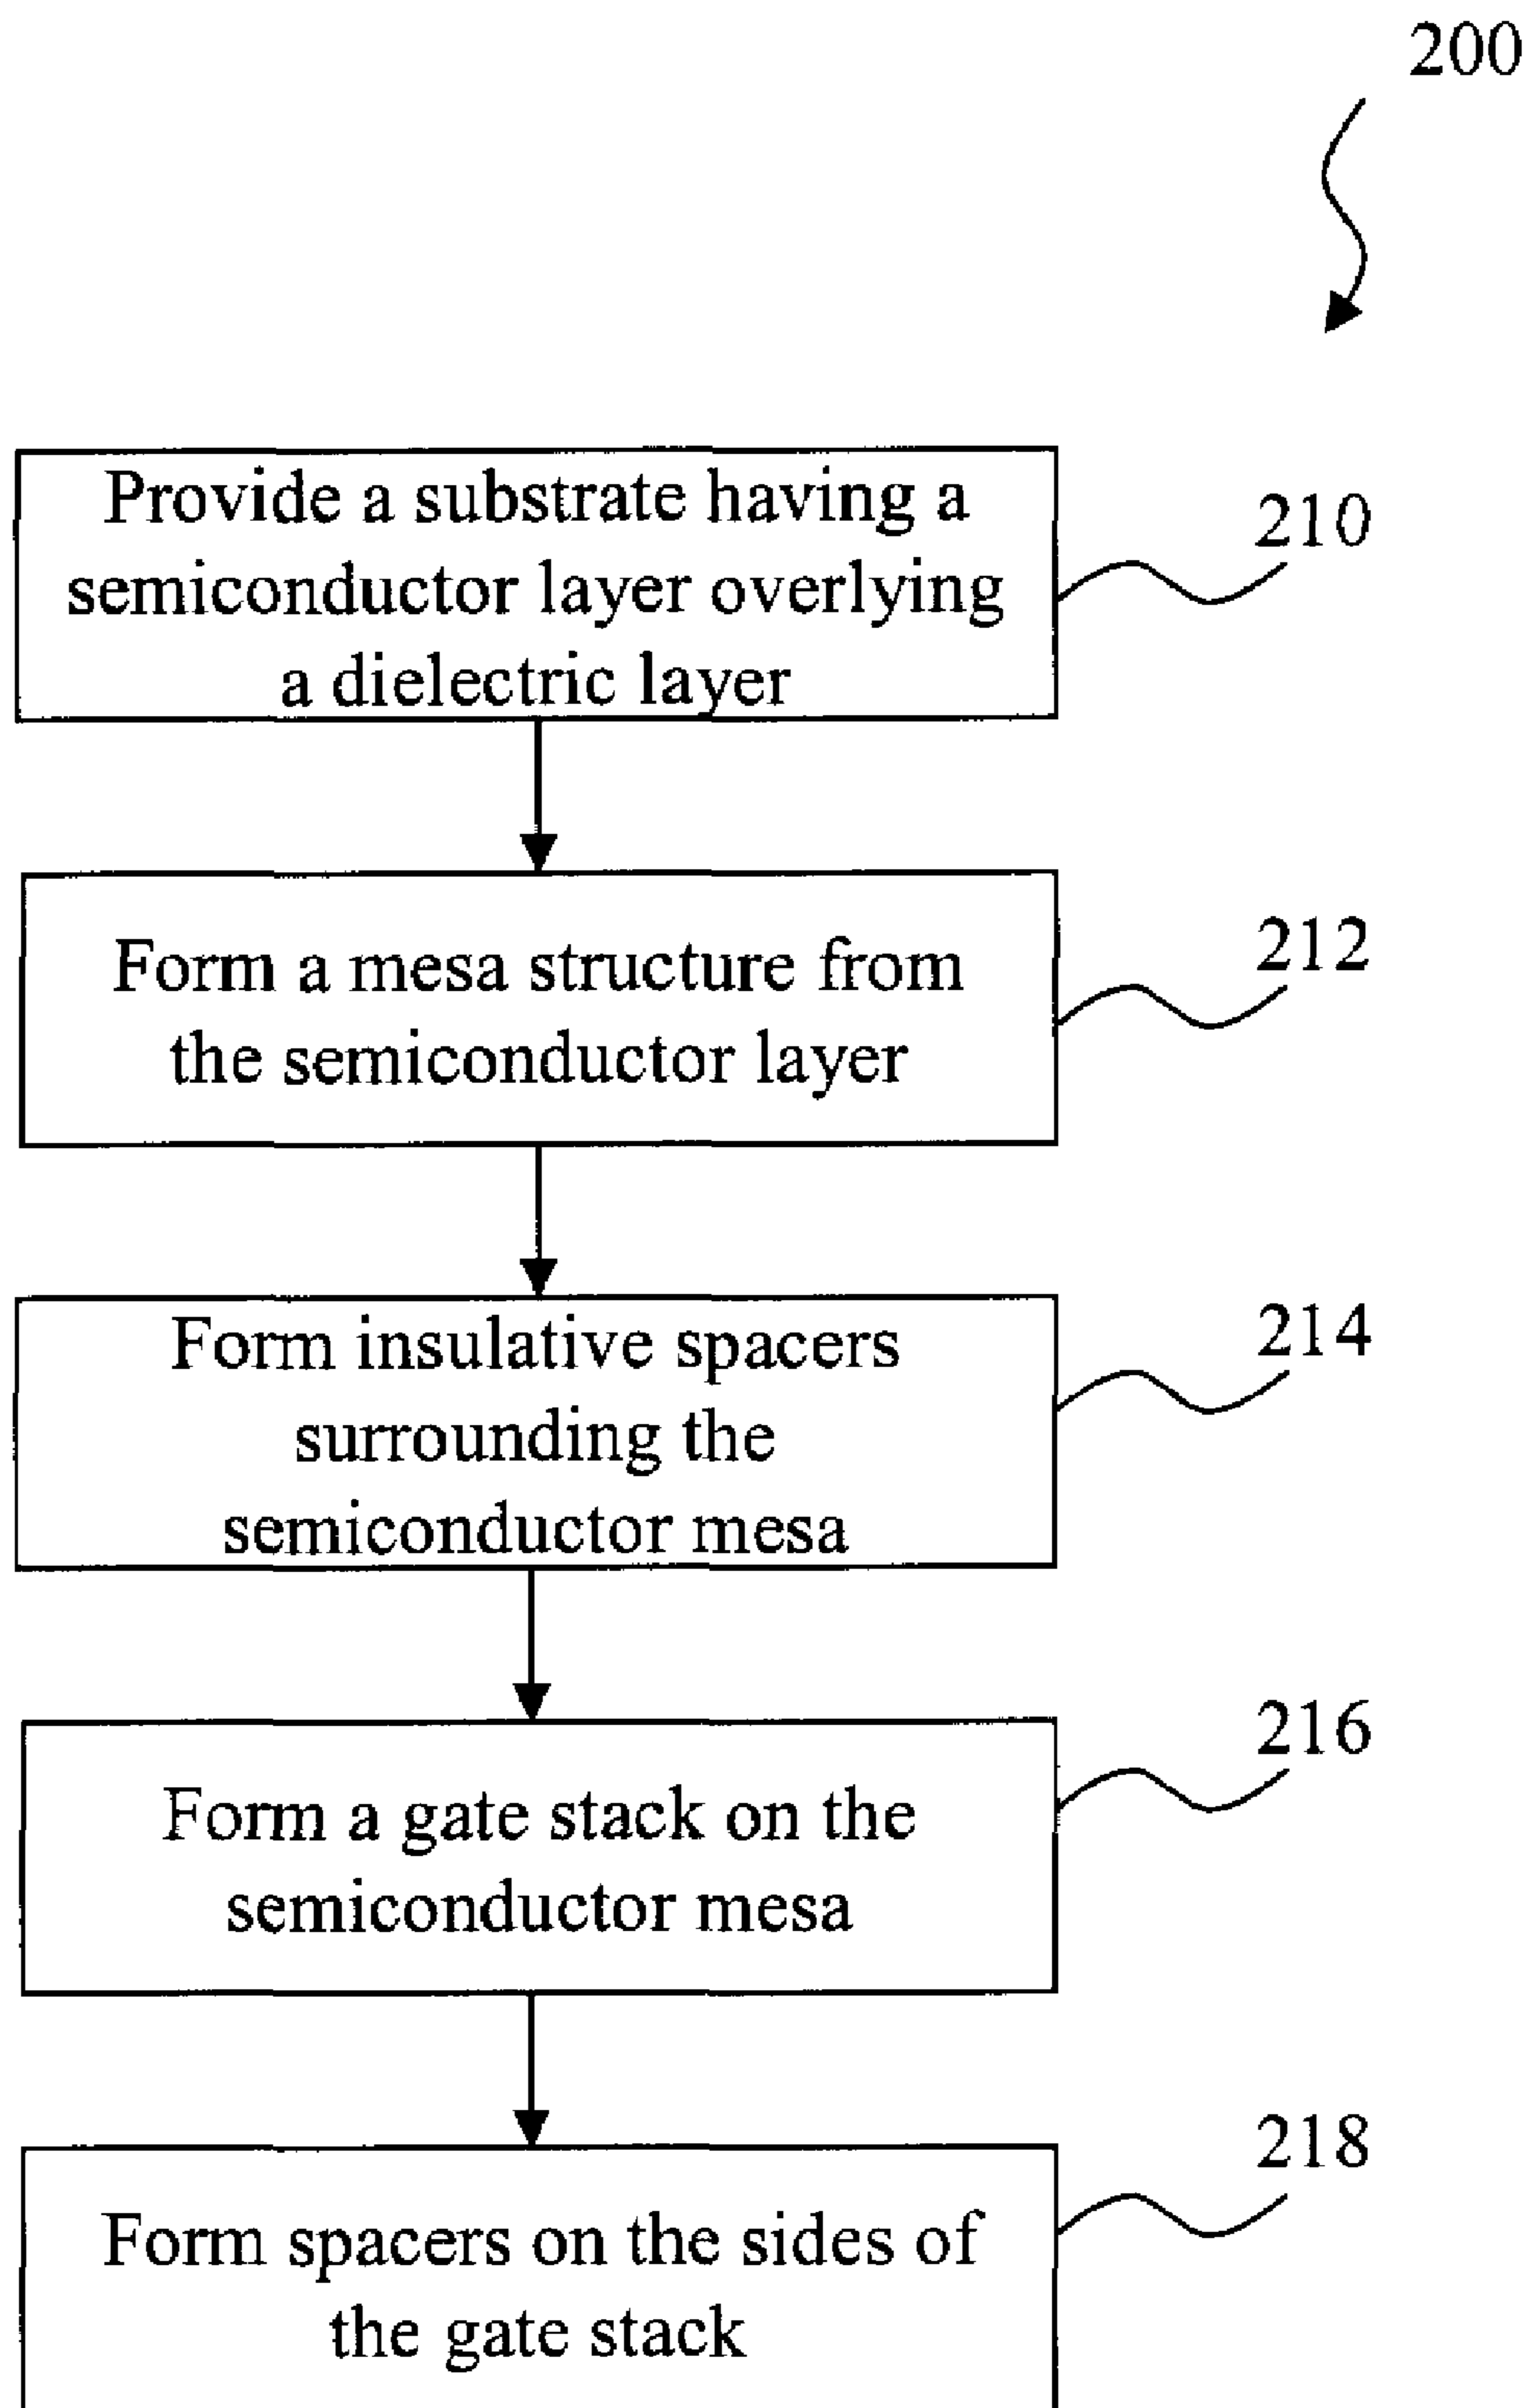 200
Provide a substrate having a
semiconductor layer overlying
a dielectric layer
210
Form a mesa structure from
the semiconductor layer
212
Form insulative spacers
surrounding the
semiconductor mesa
214
Form a gate stack on the
semiconductor mesa
216
Form spacers on the sides of
the gate stack
218